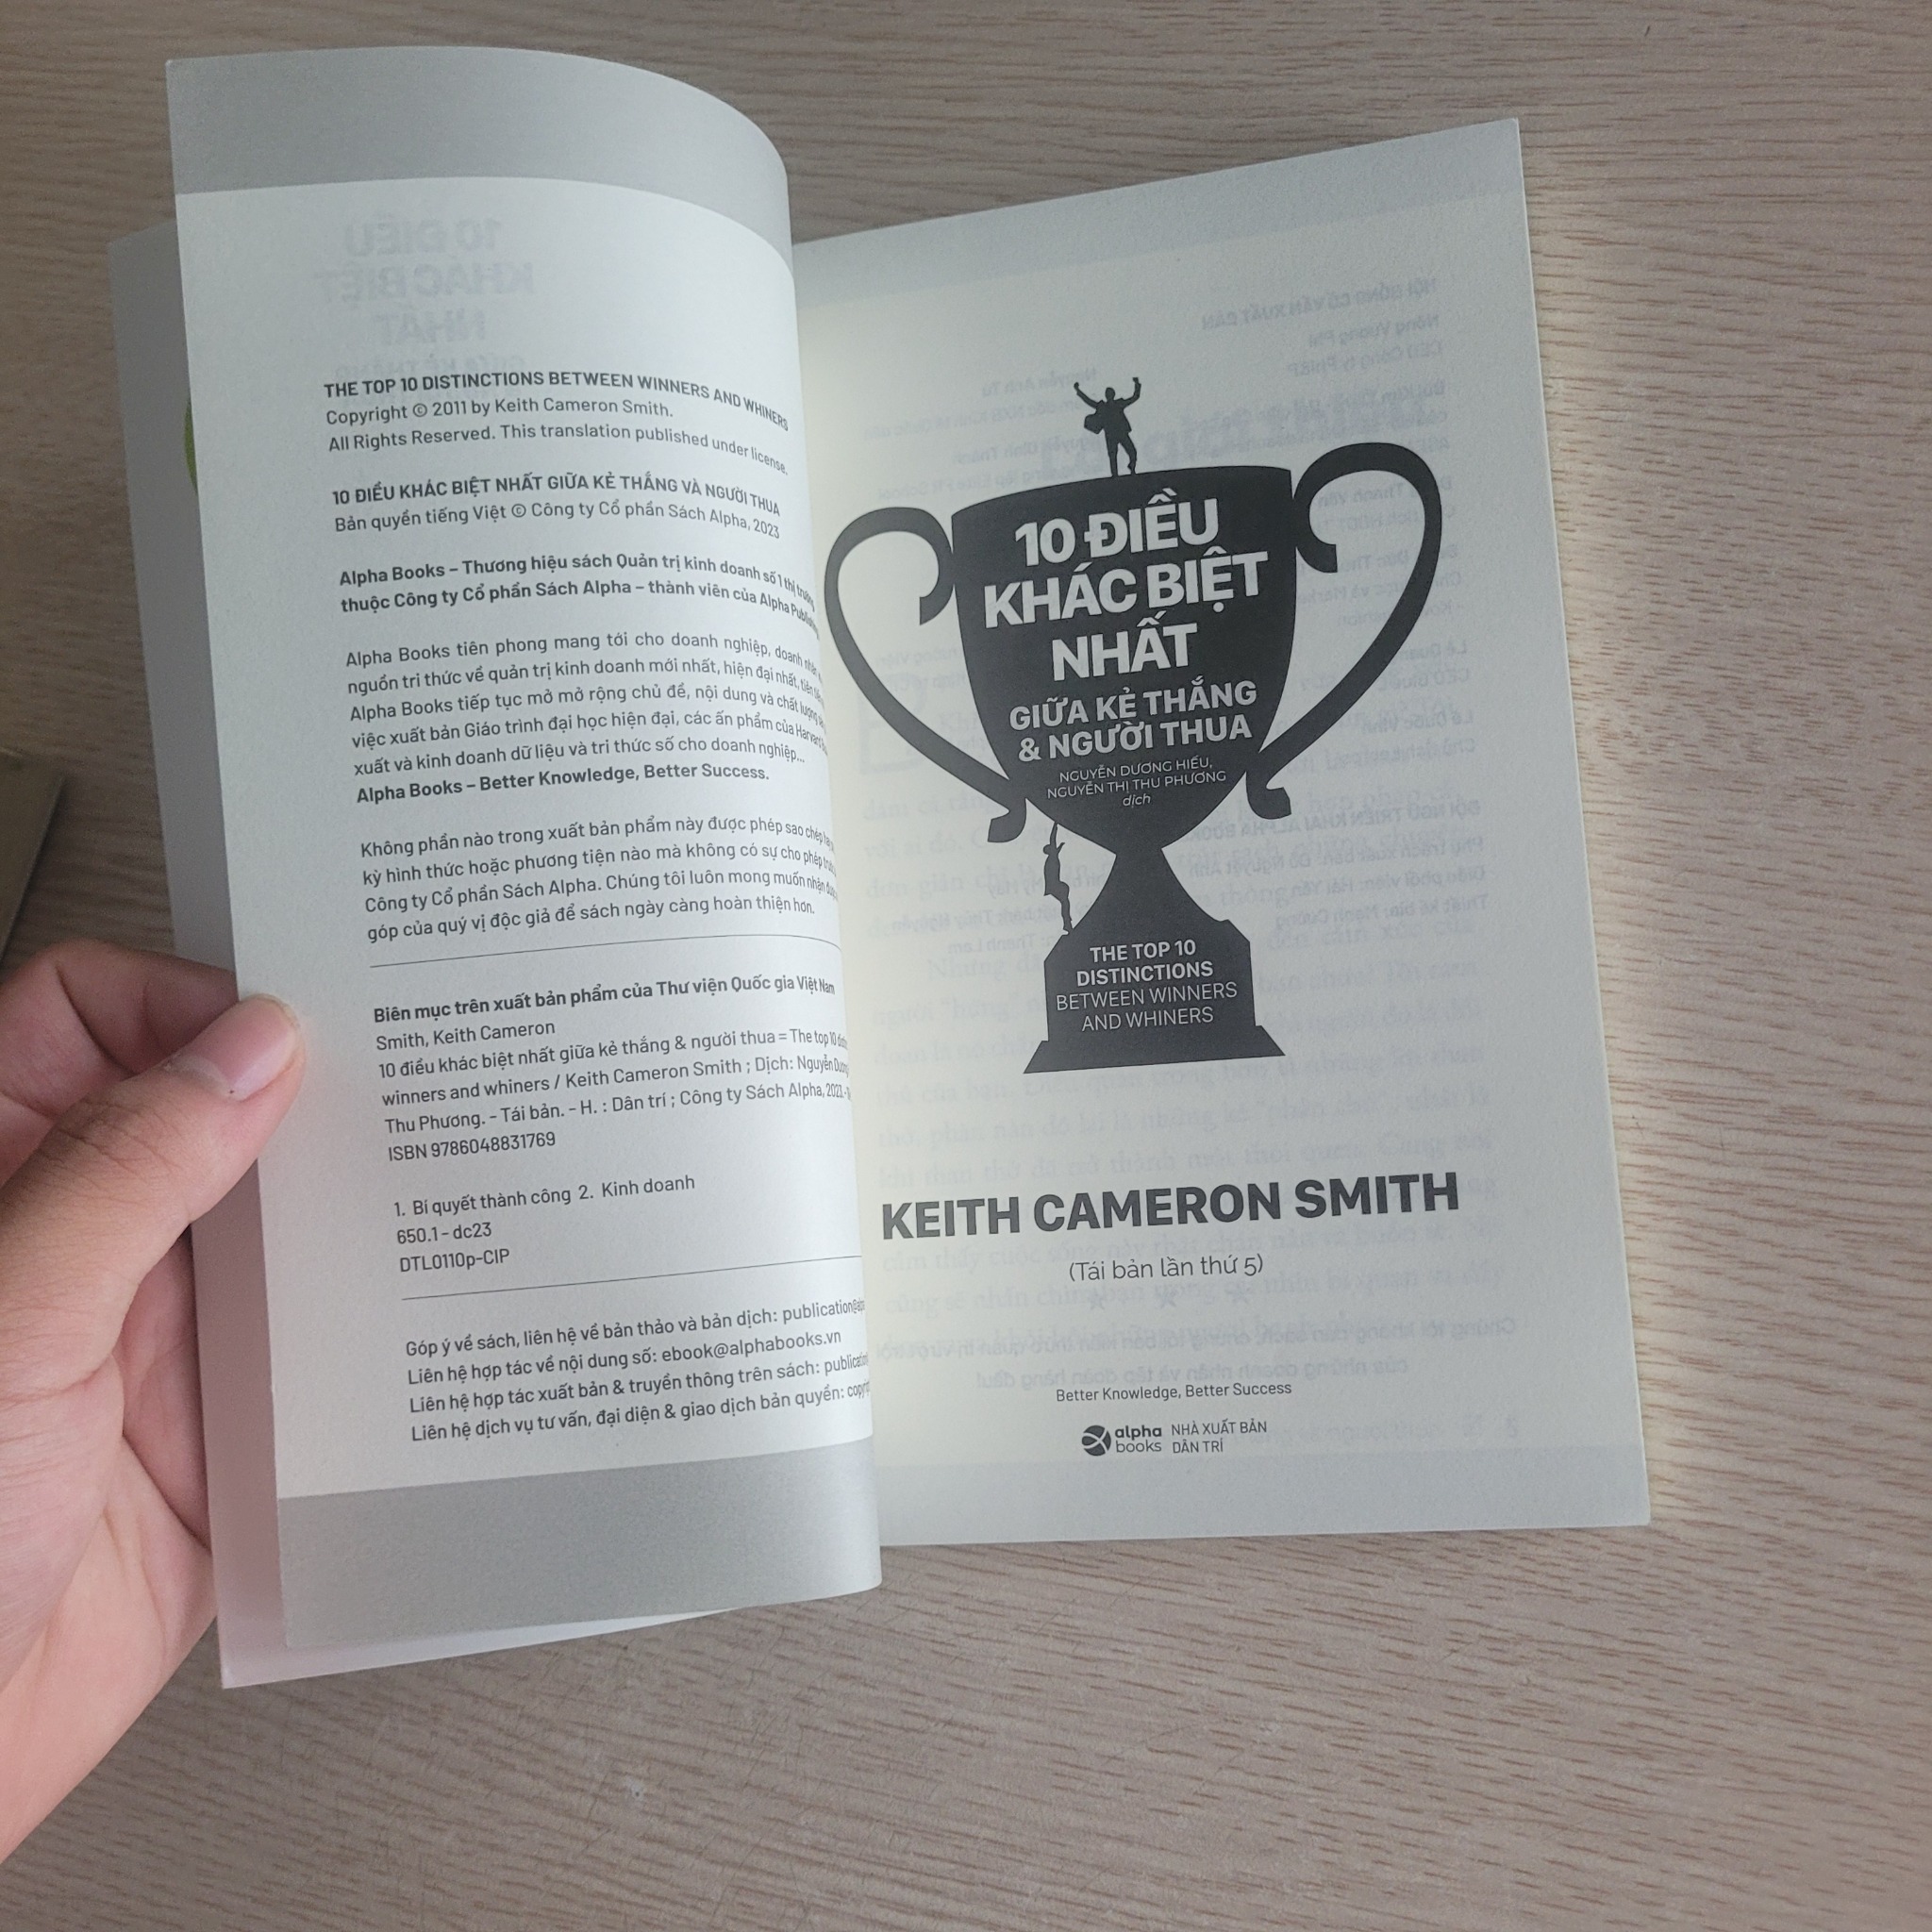 THE TOP 10 DISTINCTIONS BETWEEN WINNERS AND WHINERS
Copyright © 2011 by Keith Cameron Smith.
All Rights Reserved. This translation published under license.
10 ĐIỀU KHÁC BIỆT NHẤT GIỮA KẺ THẮNG VÀ NGƯỜI THUA
Bản quyền tiếng Việt © Công ty Cổ phần Sách Alpha, 2023
Alpha Books – Thương hiệu sách Quản trị kinh doanh số 1 thị trường
thuộc Công ty Cổ phần Sách Alpha – thành viên của Alpha
Alpha Books tiên phong mang tới cho doanh nghiệp, doanh nhân
nguồn tri thức về quản trị kinh doanh mới nhất, hiện đại nhất,
Alpha Books tiếp tục mở mở rộng chủ đề, nội dung và chất lượng
việc xuất bản Giáo trình đại học hiện đại, các ấn phẩm của
xuất và kinh doanh dữ liệu và tri thức số cho doanh nghiệp...
Alpha Books – Better Knowledge, Better Success.
Không phần nào trong xuất bản phẩm này được phép sao chép
kỳ hình thức hoặc phương tiện nào mà không có sự cho phép
Công ty Cổ phần Sách Alpha. Chúng tôi luôn mong muốn nhận
góp của quý vị độc giả để sách ngày càng hoàn thiện hơn.
Biên mục trên xuất bản phẩm của Thư viện Quốc gia Việt Nam
Smith, Keith Cameron
10 điều khác biệt nhất giữa kẻ thắng & người thua = The top 10
winners and whiners / Keith Cameron Smith ; Dịch: Nguyễn
Thu Phương. - Tái bản. - H. : Dân trí ; Công ty Sách Alpha,
ISBN 9786048831769
1. Bí quyết thành công 2. Kinh doanh
650.1 - dc23
DTL0110p-CIP
Góp ý về sách, liên hệ về bản thảo và bản dịch:
Liên hệ hợp tác về nội dung số: ebook@alphabooks.vn
Liên hệ hợp tác xuất bản & truyền thông trên sách:
Liên hệ dịch vụ tư vấn, đại diện & giao dịch bản quyền:
10 ĐIỀU
KHÁC BIỆT
NHẤT
GIỮA KẺ THẮNG
& NGƯỜI THUA
NGUYỄN DƯƠNG HIẾU,
NGUYỄN THỊ THU PHƯƠNG
dịch
THE TOP 10
DISTINCTIONS
BETWEEN WINNERS
AND WHINERS
KEITH CAMERON SMITH
(Tái bản lần thứ 5)
Better Knowledge, Better Success
alpha
books
NHÀ XUẤT BẢN
DÂN TRÍ